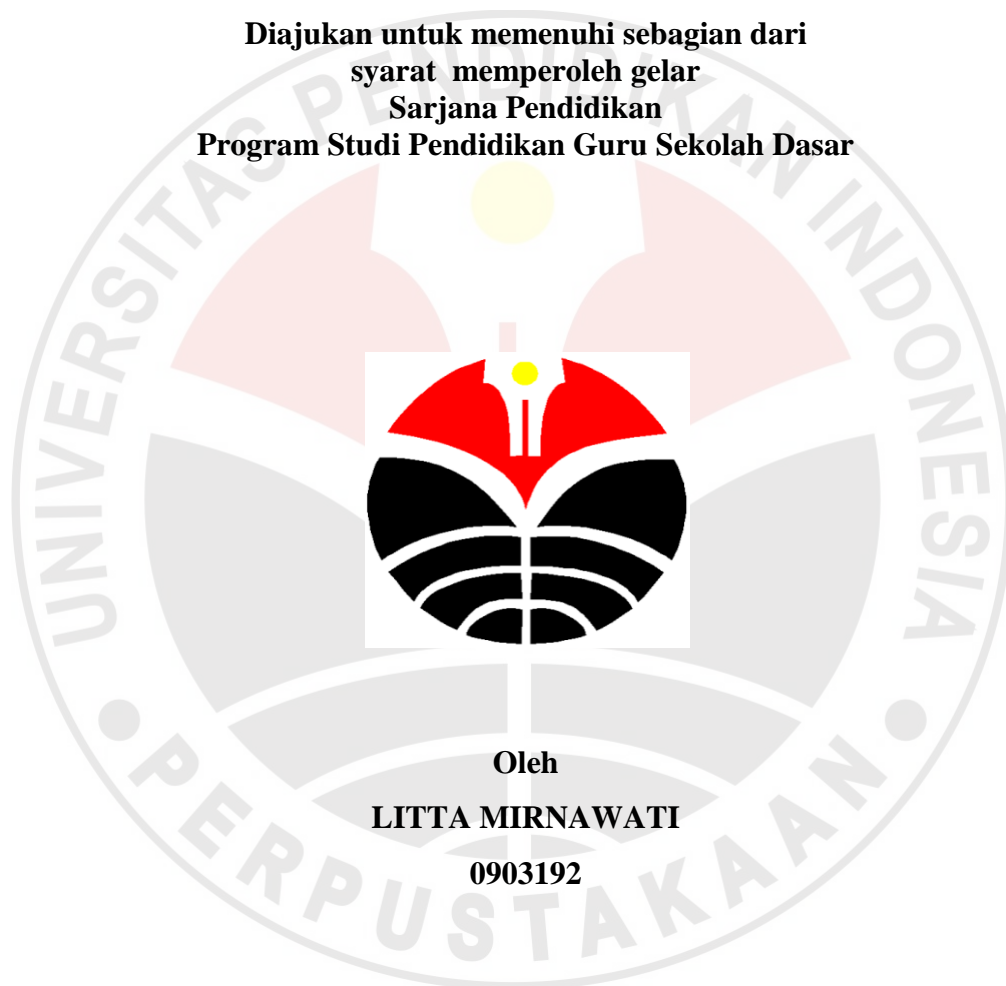 Diajukan untuk memenuhi sebagian dari
syarat memperoleh gelar
Sarjana Pendidikan
Program Studi Pendidikan Guru Sekolah Dasar
UNIVERSITAS PENDIDIKAN INDONESIA
PERPUSTAKAAN
Oleh
LITTA MIRNAWATI
0903192